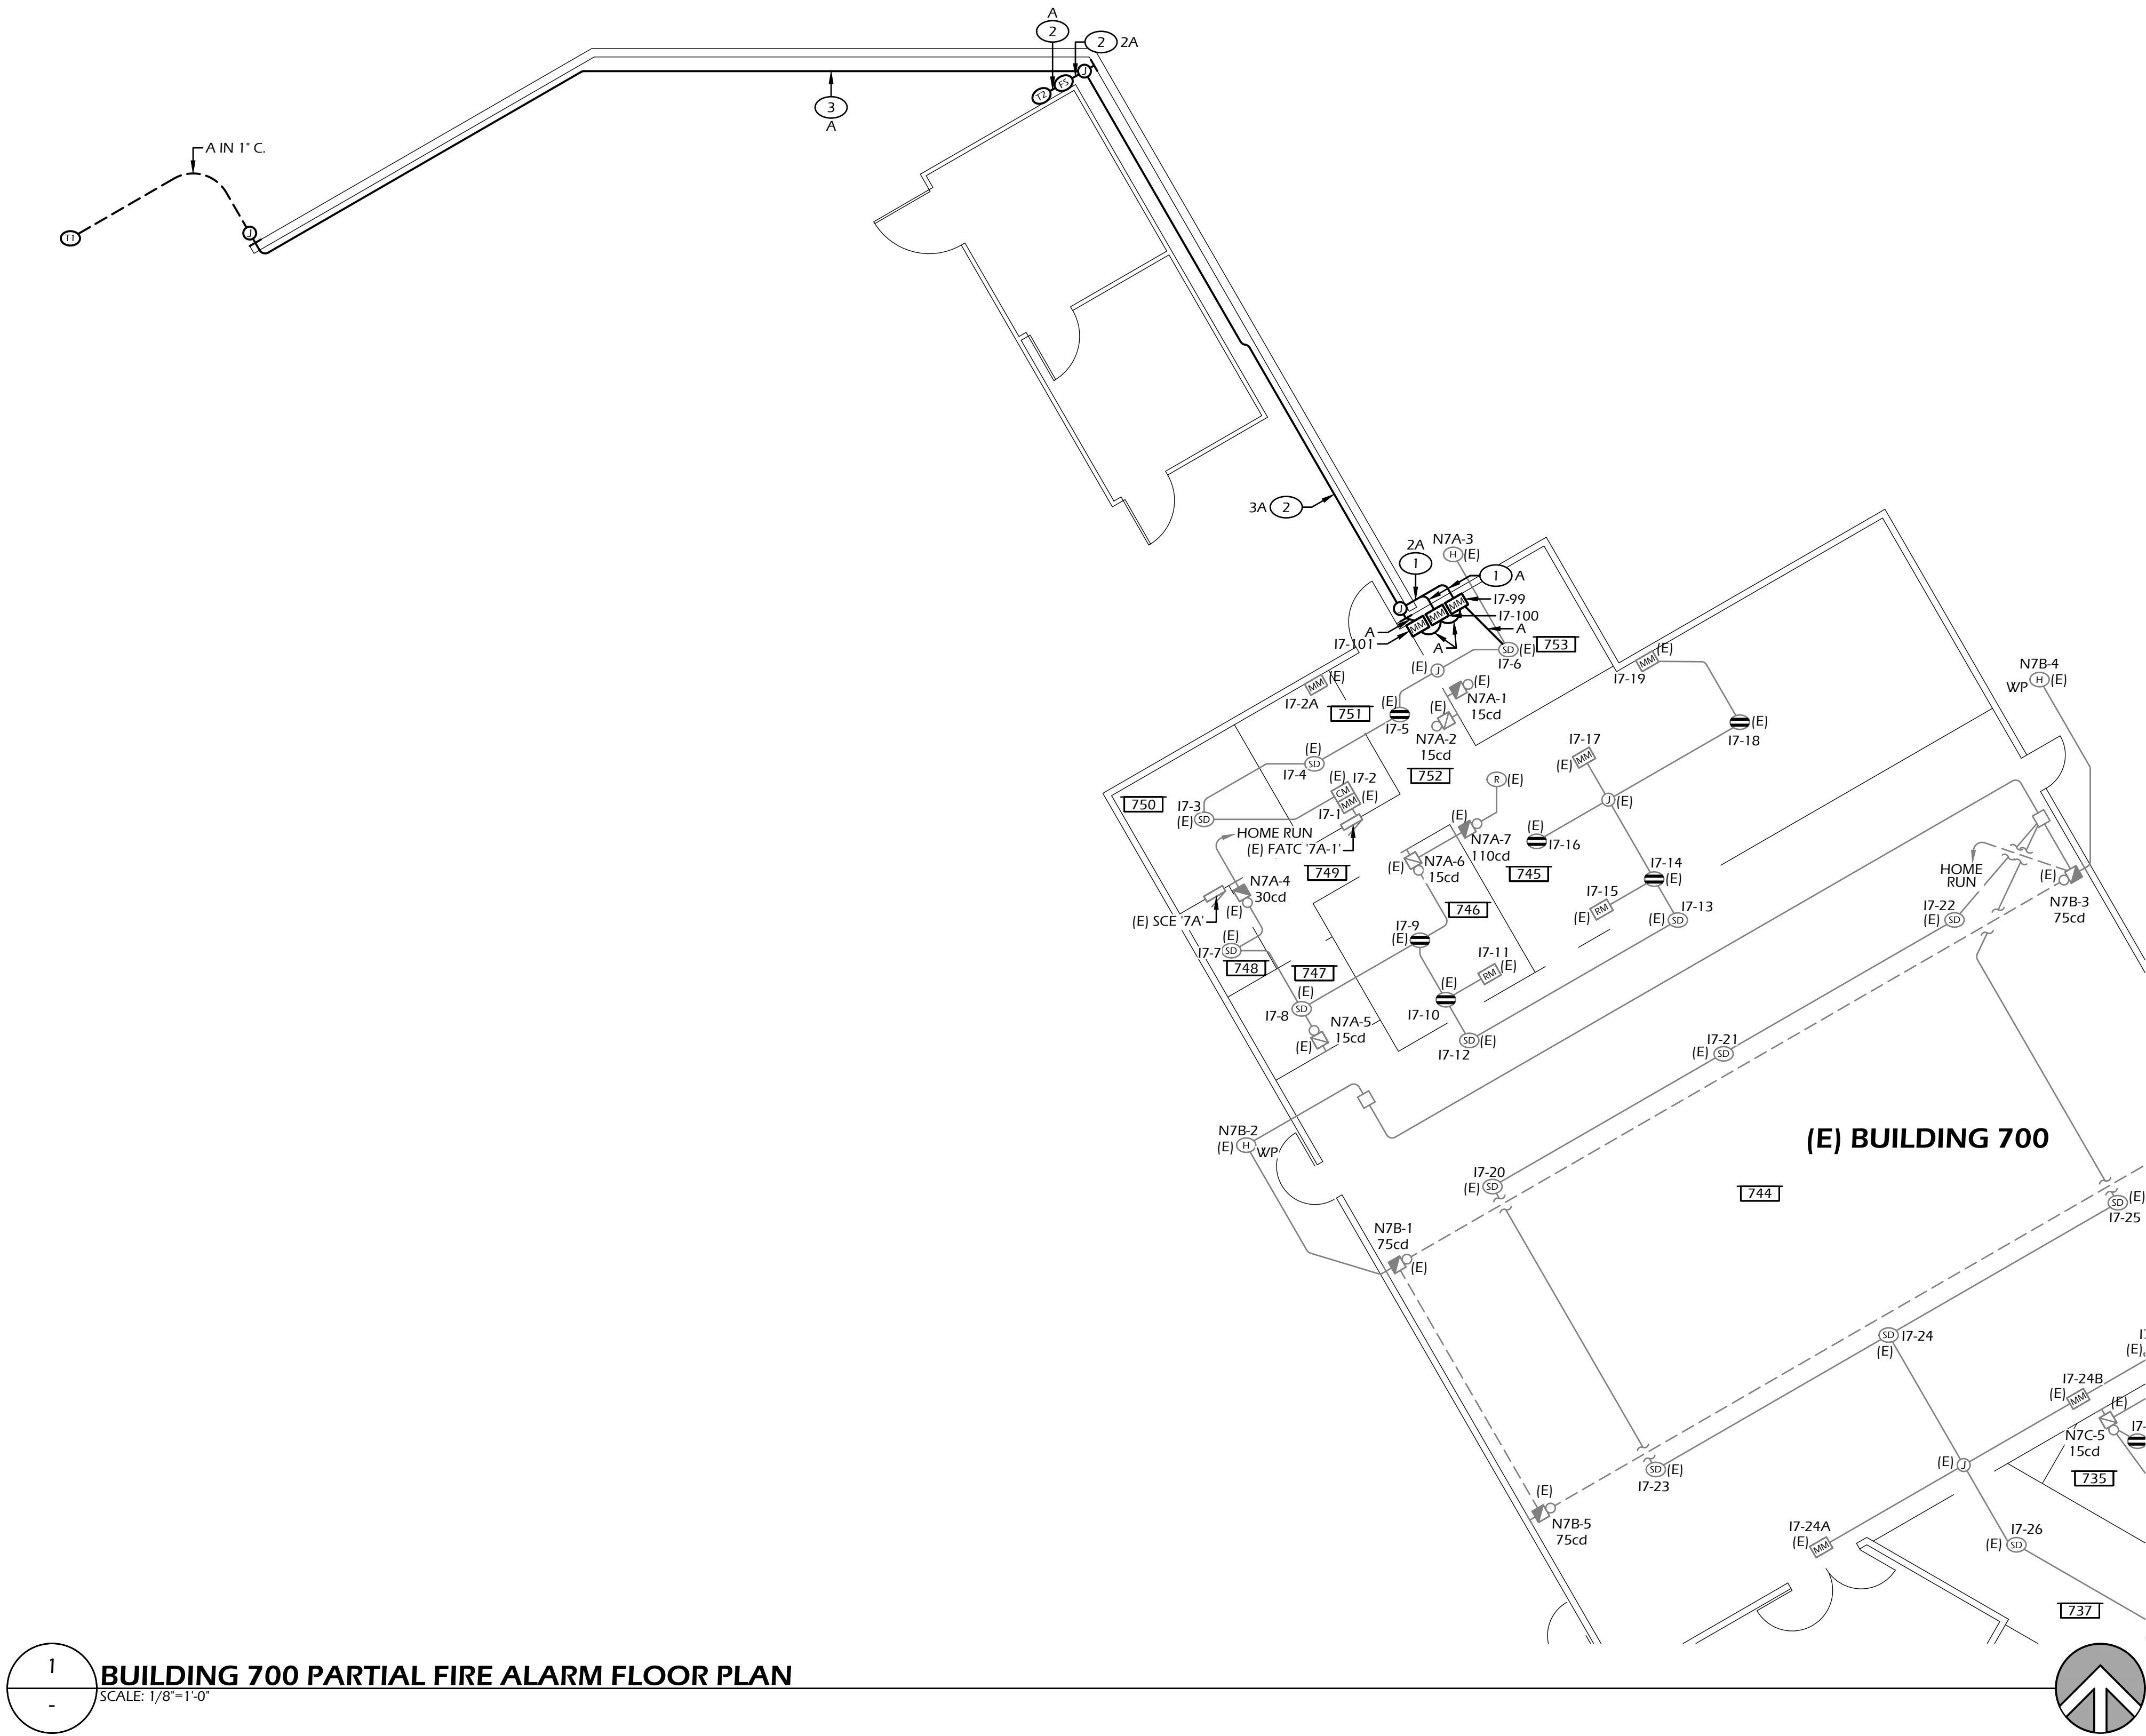 A
2
2 2A
J
T2 FS
3
A
A IN 1" C.
T1
J
3A 2
2A
1
N7A-3
H (E)
1 A
J
MM MM MM
I7-99
I7-100
A
A
I7-101
A
SD (E)
I7-6
753
(E) J
MM (E)
I7-2A
751
(E)
I7-5
(E)
N7A-1
15cd
(E)
N7A-2
15cd
752
MM (E)
I7-19
N7B-4
WP H (E)
(E)
I7-18
I7-17
(E) MM
(E)
I7-4 SD
(E) I7-2
CM
MM (E)
I7-1
R (E)
J (E)
750
I7-3
(E) SD
HOME RUN
(E) FATC '7A-1'
(E)
N7A-7
110cd
(E)
I7-16
N7A-6
(E) 15cd
749
745
I7-14
(E)
HOME
RUN
(E)
N7B-3
75cd
N7A-4
30cd
(E)
(E) SCE '7A'
746
I7-15
(E) RM
I7-13
(E) SD
I7-22
(E) SD
(E)
I7-7 SD
748
747
I7-9
(E)
I7-11
RM (E)
(E)
I7-10
(E)
I7-8 SD
N7A-5
15cd
(E)
SD (E)
I7-12
I7-21
(E) SD
N7B-2
(E) H WP
(E) BUILDING 700
I7-20
(E) SD
744
SD (E)
I7-25
N7B-1
75cd
(E)
SD I7-24
(E)
(E)
I7-24B
(E) MM
(E)
N7C-5
15cd
I7-
735
(E) J
SD (E)
I7-23
(E)
N7B-5
75cd
I7-24A
(E) MM
I7-26
(E) SD
737
1
-
BUILDING 700 PARTIAL FIRE ALARM FLOOR PLAN
SCALE: 1/8"=1'-0"